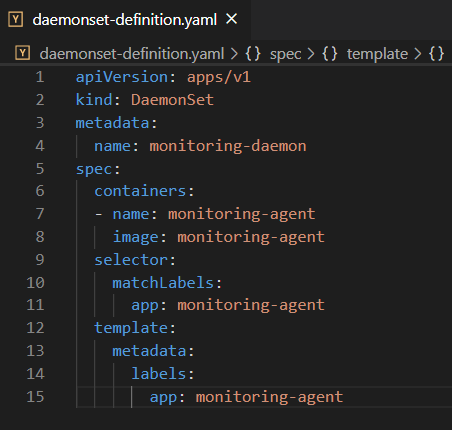 daemonset-definition.yaml ×
daemonset-definition.yaml > {} spec > {} template > {}
1 apiVersion: apps/v1
2 kind: DaemonSet
3 metadata:
4   name: monitoring-daemon
5 spec:
6   containers:
7   - name: monitoring-agent
8     image: monitoring-agent
9   selector:
10     matchLabels:
11       app: monitoring-agent
12   template:
13     metadata:
14       labels:
15         app: monitoring-agent